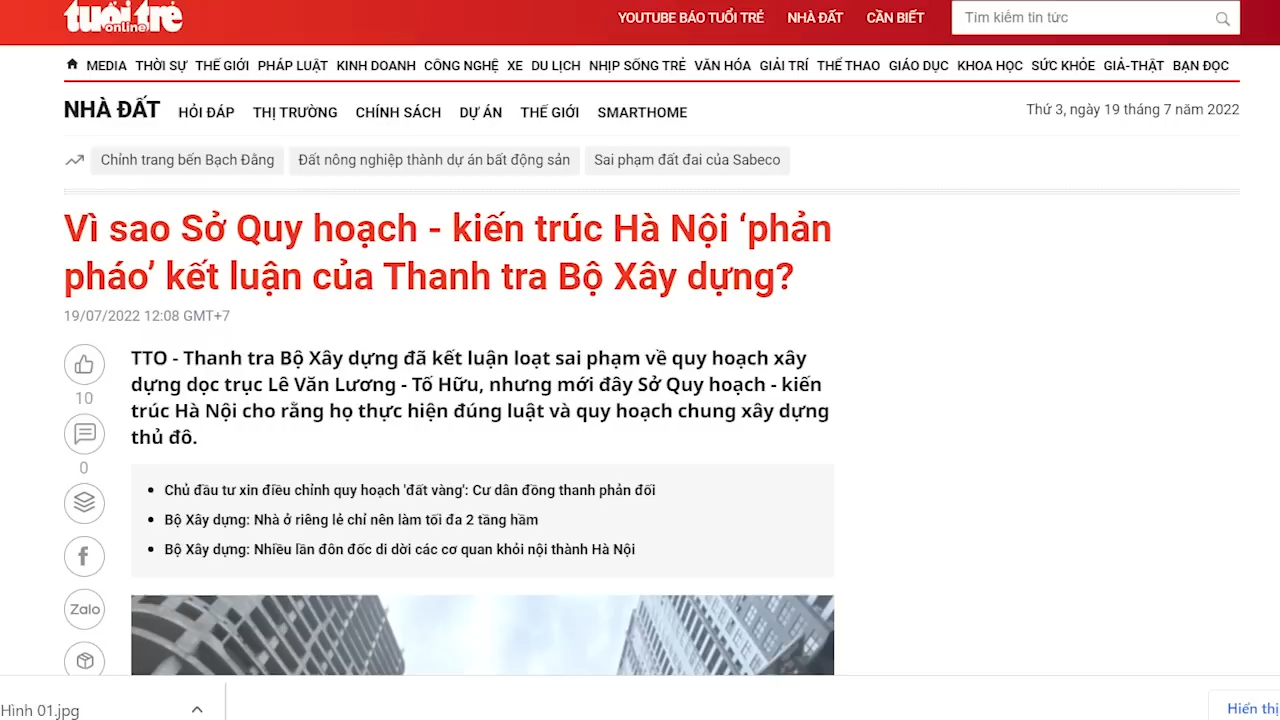 tuổi trẻ
online
YOUTUBE BÁO TUỔI TRẺ NHÀ ĐẤT CẦN BIẾT
Tìm kiếm tin tức
MEDIA THỜI SỰ THẾ GIỚI PHÁP LUẬT KINH DOANH CÔNG NGHỆ XE DU LỊCH NHỊP SỐNG TRẺ VĂN HÓA GIẢI TRÍ THỂ THAO GIÁO DỤC KHOA HỌC SỨC KHỎE GIẢ-THẬT BẠN ĐỌC
NHÀ ĐẤT HỎI ĐÁP THỊ TRƯỜNG CHÍNH SÁCH DỰ ÁN THẾ GIỚI SMARTHOME
Thứ 3, ngày 19 tháng 7 năm 2022
Chỉnh trang bến Bạch Đằng Đất nông nghiệp thành dự án bất động sản Sai phạm đất đai của Sabeco
Vì sao Sở Quy hoạch - kiến trúc Hà Nội ‘phản
pháo’ kết luận của Thanh tra Bộ Xây dựng?
19/07/2022 12:08 GMT+7
10
0
Zalo
TTO - Thanh tra Bộ Xây dựng đã kết luận loạt sai phạm về quy hoạch xây
dựng dọc trục Lê Văn Lương - Tố Hữu, nhưng mới đây Sở Quy hoạch - kiến
trúc Hà Nội cho rằng họ thực hiện đúng luật và quy hoạch chung xây dựng
thủ đô.
Chủ đầu tư xin điều chỉnh quy hoạch 'đất vàng': Cư dân đồng thanh phản đối
Bộ Xây dựng: Nhà ở riêng lẻ chỉ nên làm tối đa 2 tầng hầm
Bộ Xây dựng: Nhiều lần đôn đốc di dời các cơ quan khỏi nội thành Hà Nội
Hình 01.jpg
Hiển thị